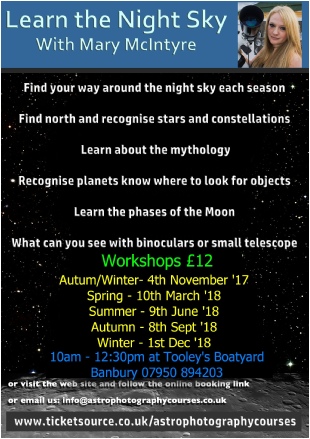 Learn the Night Sky
With Mary McIntyre
Find your way around the night sky each season
Find north and recognise stars and constellations
Learn about the mythology
Recognise planets know where to look for objects
Learn the phases of the Moon
What can you see with binoculars or small telescope
Workshops £12
Autum/Winter- 4th November '17
Spring - 10th March '18
Summer - 9th June '18
Autumn - 8th Sept '18
Winter - 1st Dec '18
10am - 12:30pm at Tooley's Boatyard
Banbury 07950 894203
or visit the web site and follow the online booking link
or email us: info@astrophotographycourses.co.uk
www.ticketsource.co.uk/astrophotographycourses